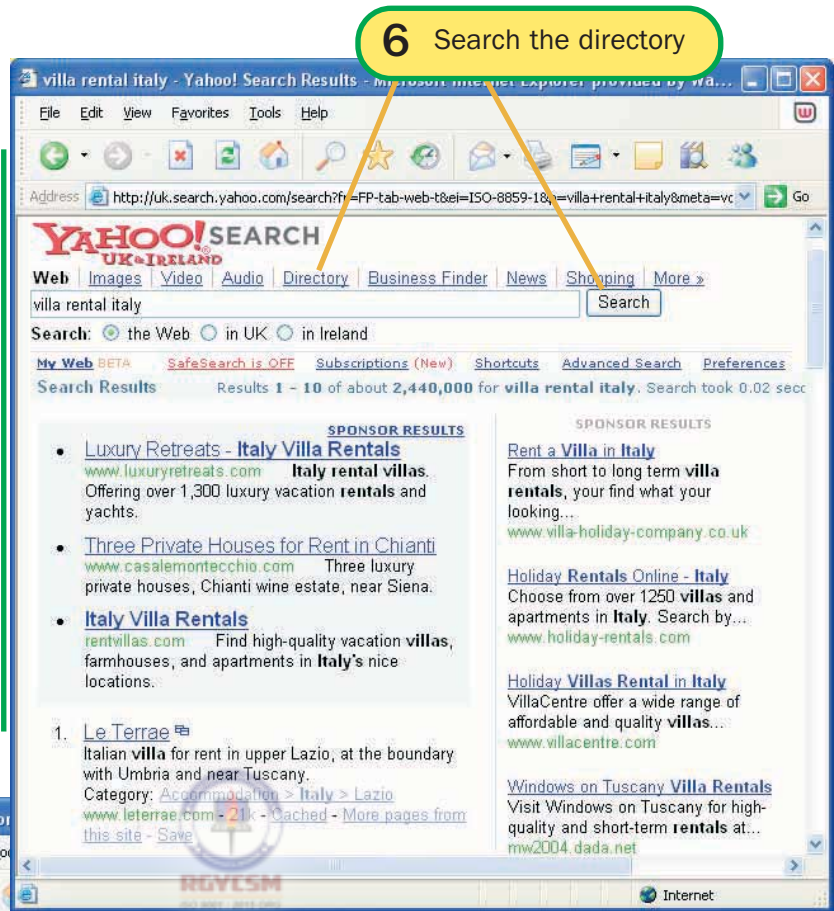 6 Search the directory
villa rental italy - Yahoo! Search Results - Microsoft Internet Explorer provided by Wa...
File Edit View Favorites Tools Help
Address http://uk.search.yahoo.com/search?fr=FP-tab-web-t&ei=ISO-8859-1&p=villa+rental+italy&meta=vc Go
YAHOO! SEARCH
UK & IRELAND
Web | Images | Video | Audio | Directory | Business Finder | News | Shopping | More »
villa rental italy Search
Search: the Web in UK in Ireland
My Web BETA SafeSearch is OFF Subscriptions (New) Shortcuts Advanced Search Preferences
Search Results Results 1 - 10 of about 2,440,000 for villa rental italy. Search took 0.02 secc
SPONSOR RESULTS
• Luxury Retreats - Italy Villa Rentals
www.luxuryretreats.com Italy rental villas.
Offering over 1,300 luxury vacation rentals and
yachts.
• Three Private Houses for Rent in Chianti
www.casalemontecchio.com Three luxury
private houses, Chianti wine estate, near Siena.
• Italy Villa Rentals
rentvillas.com Find high-quality vacation villas,
farmhouses, and apartments in Italy's nice
locations.
1. Le Terrae
Italian villa for rent in upper Lazio, at the boundary
with Umbria and near Tuscany.
Category: Accommodation > Italy > Lazio
www.leterrae.com - 21k - Cached - More pages from
this site - Save
SPONSOR RESULTS
Rent a Villa in Italy
From short to long term villa
rentals, your find what your
looking...
www.villa-holiday-company.co.uk
Holiday Rentals Online - Italy
Choose from over 1250 villas and
apartments in Italy. Search by...
www.holiday-rentals.com
Holiday Villas Rental in Italy
VillaCentre offer a wide range of
affordable and quality villas...
www.villacentre.com
Windows on Tuscany Villa Rentals
Visit Windows on Tuscany for high-
quality and short-term rentals at...
mw2004.dada.net
RGYCSM
Internet